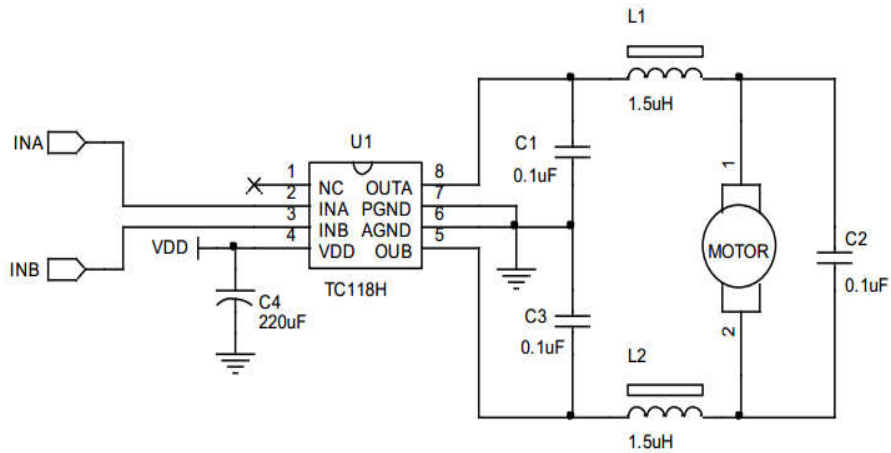 L1
1.5uH
INA
U1
C1
0.1uF
1
8
NC
OUTA
2
7
INA
PGND
3
6
INB
AGND
4
5
VDD
OUB
VDD
INB
TC118H
C4
220uF
C3
0.1uF
1
MOTOR
2
C2
0.1uF
L2
1.5uH